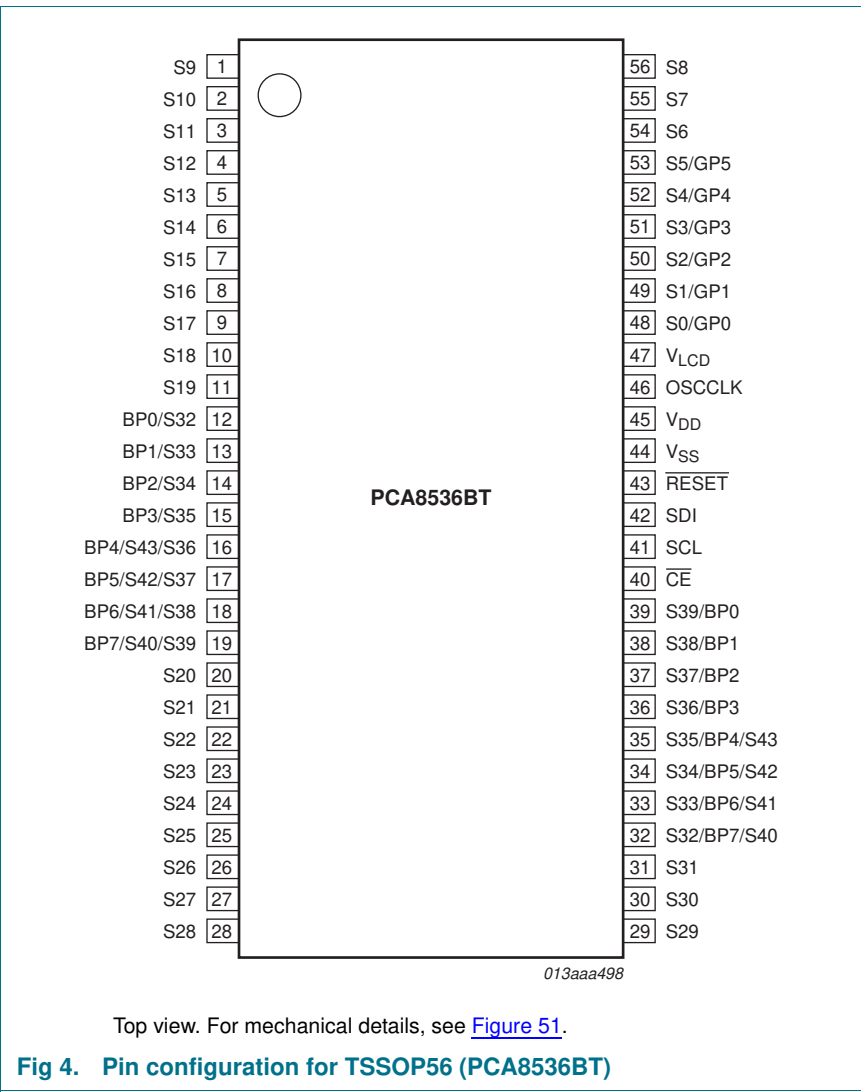 S9 1 56 S8
S10 2 55 S7
S11 3 54 S6
S12 4 53 S5/GP5
S13 5 52 S4/GP4
S14 6 51 S3/GP3
S15 7 50 S2/GP2
S16 8 49 S1/GP1
S17 9 48 S0/GP0
S18 10 47 VLCD
S19 11 46 OSCCLK
BP0/S32 12 45 VDD
BP1/S33 13 44 VSS
BP2/S34 14 43 RESET
PCA8536BT
BP3/S35 15 42 SDI
BP4/S43/S36 16 41 SCL
BP5/S42/S37 17 40 CE
BP6/S41/S38 18 39 S39/BP0
BP7/S40/S39 19 38 S38/BP1
S20 20 37 S37/BP2
S21 21 36 S36/BP3
S22 22 35 S35/BP4/S43
S23 23 34 S34/BP5/S42
S24 24 33 S33/BP6/S41
S25 25 32 S32/BP7/S40
S26 26 31 S31
S27 27 30 S30
S28 28 29 S29
013aaa498
Top view. For mechanical details, see Figure 51.
Fig 4. Pin configuration for TSSOP56 (PCA8536BT)